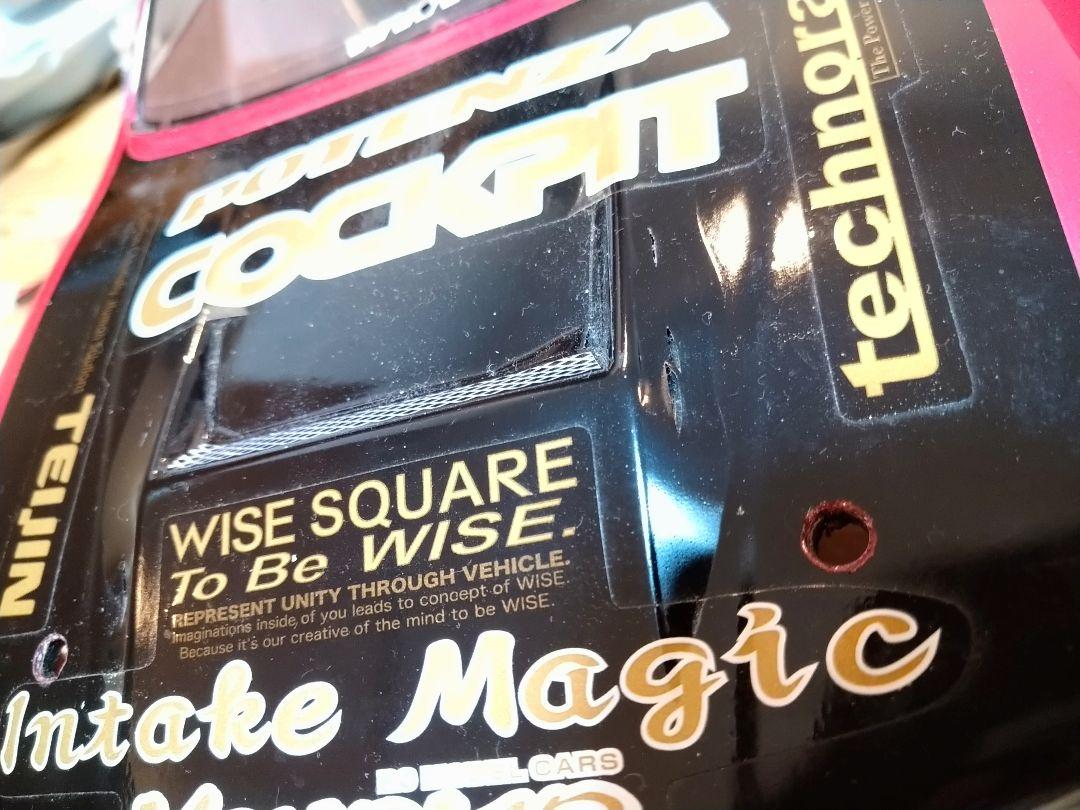 POTENZA
COCKPIT
technora
The Power
TEIJIN
WISE SQUARE
To Be WISE.
REPRESENT UNITY THROUGH VEHICLE.
Imaginations inside of you leads to concept of WISE.
Because it's our creative of the mind to be WISE.
Intake Magic
CARS